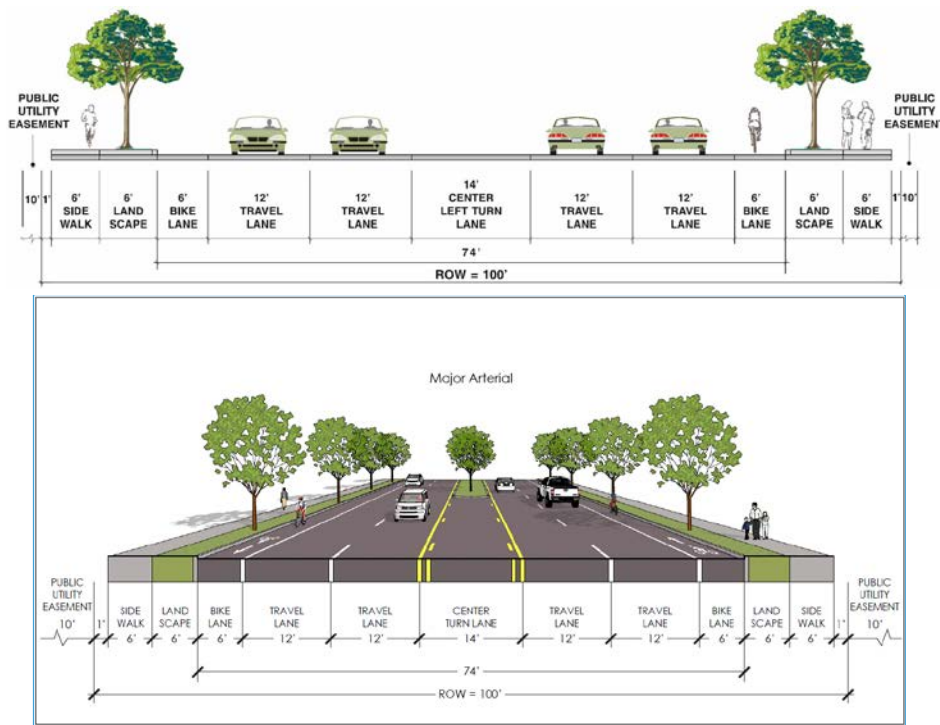 PUBLIC UTILITY EASEMENT
PUBLIC UTILITY EASEMENT
10' 1' 6' SIDE WALK 6' LAND SCAPE 6' BIKE LANE 12' TRAVEL LANE 12' TRAVEL LANE 14' CENTER LEFT TURN LANE 12' TRAVEL LANE 12' TRAVEL LANE 6' BIKE LANE 6' LAND SCAPE 6' SIDE WALK 1' 10'
74'
ROW = 100'
Major Arterial
PUBLIC UTILITY EASEMENT 10' 1' SIDE WALK 6' LAND SCAPE 6' BIKE LANE 6' TRAVEL LANE 12' TRAVEL LANE 12' CENTER TURN LANE 14' TRAVEL LANE 12' TRAVEL LANE 12' BIKE LANE 6' LAND SCAPE 6' SIDE WALK 6' 1' PUBLIC UTILITY EASEMENT 10'
74'
ROW = 100'